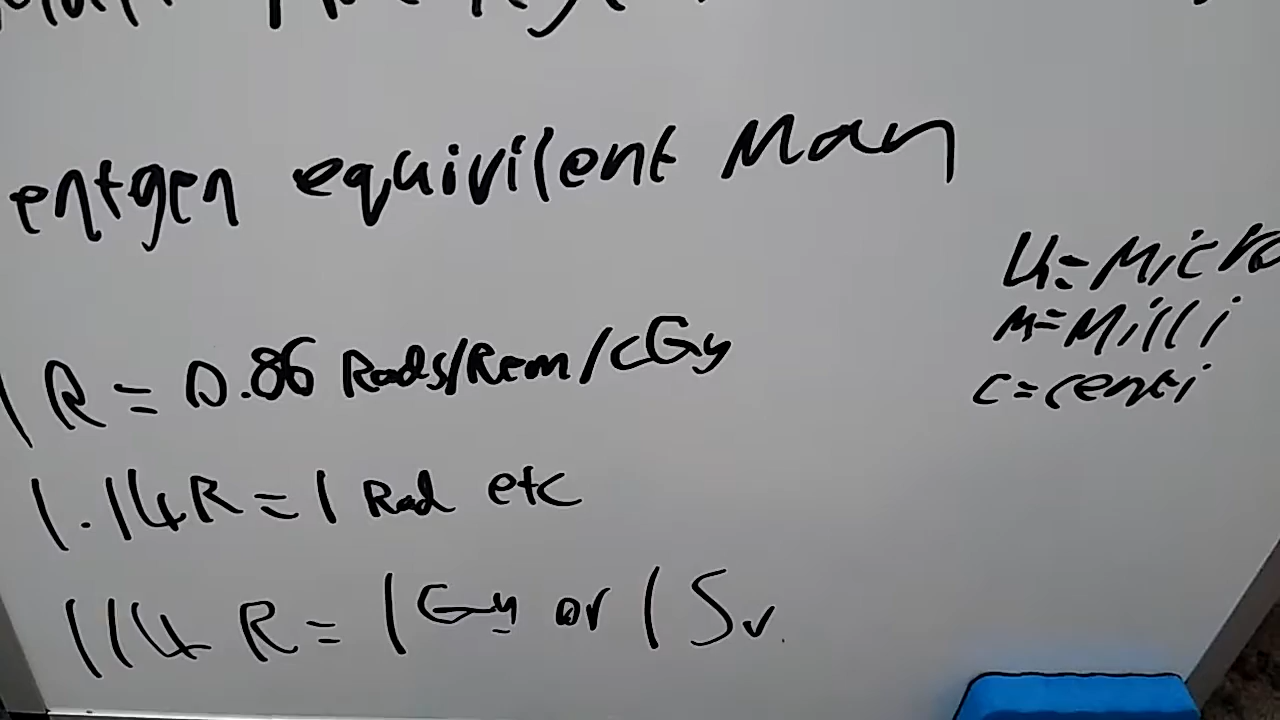 entgen equivilent Man
U=Micro
m=Milli
c=centi
1 R = 0.86 Rads/Rem/cGy
1.14R = 1 Rad etc
114 R = 1 Gy or 1 Sv.